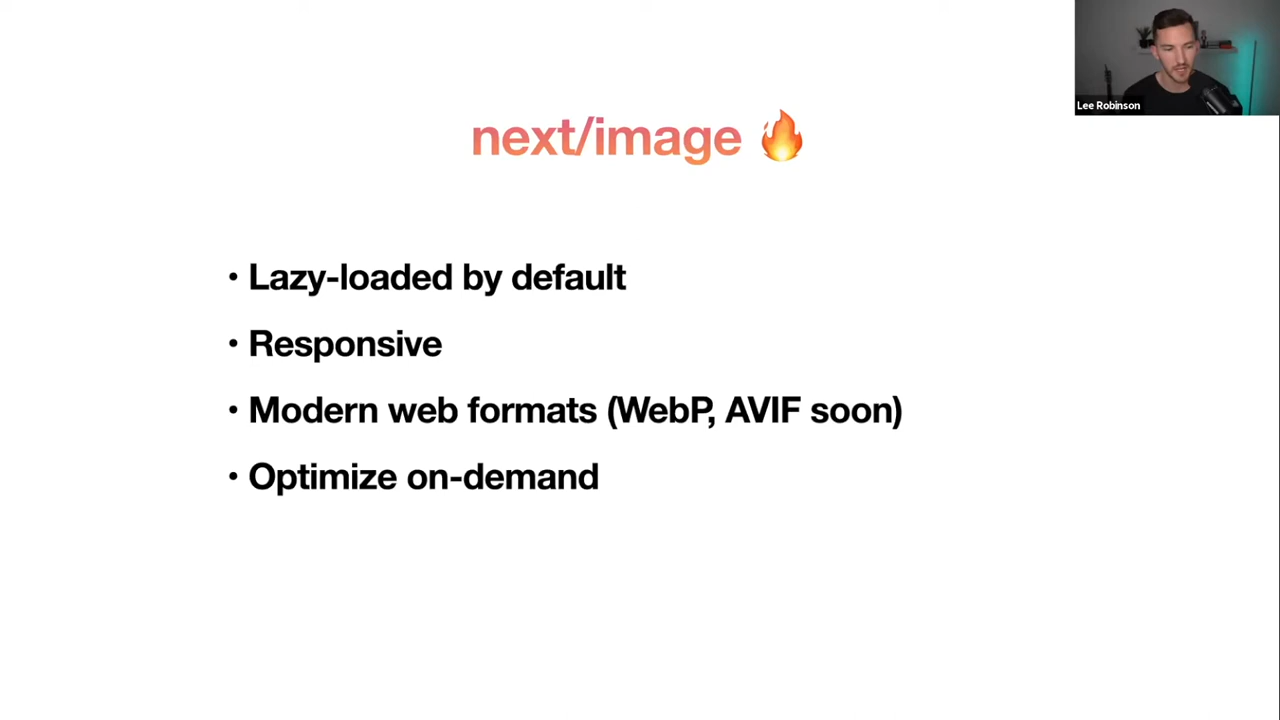 Lee Robinson
next/image 🔥
• Lazy-loaded by default
• Responsive
• Modern web formats (WebP, AVIF soon)
• Optimize on-demand